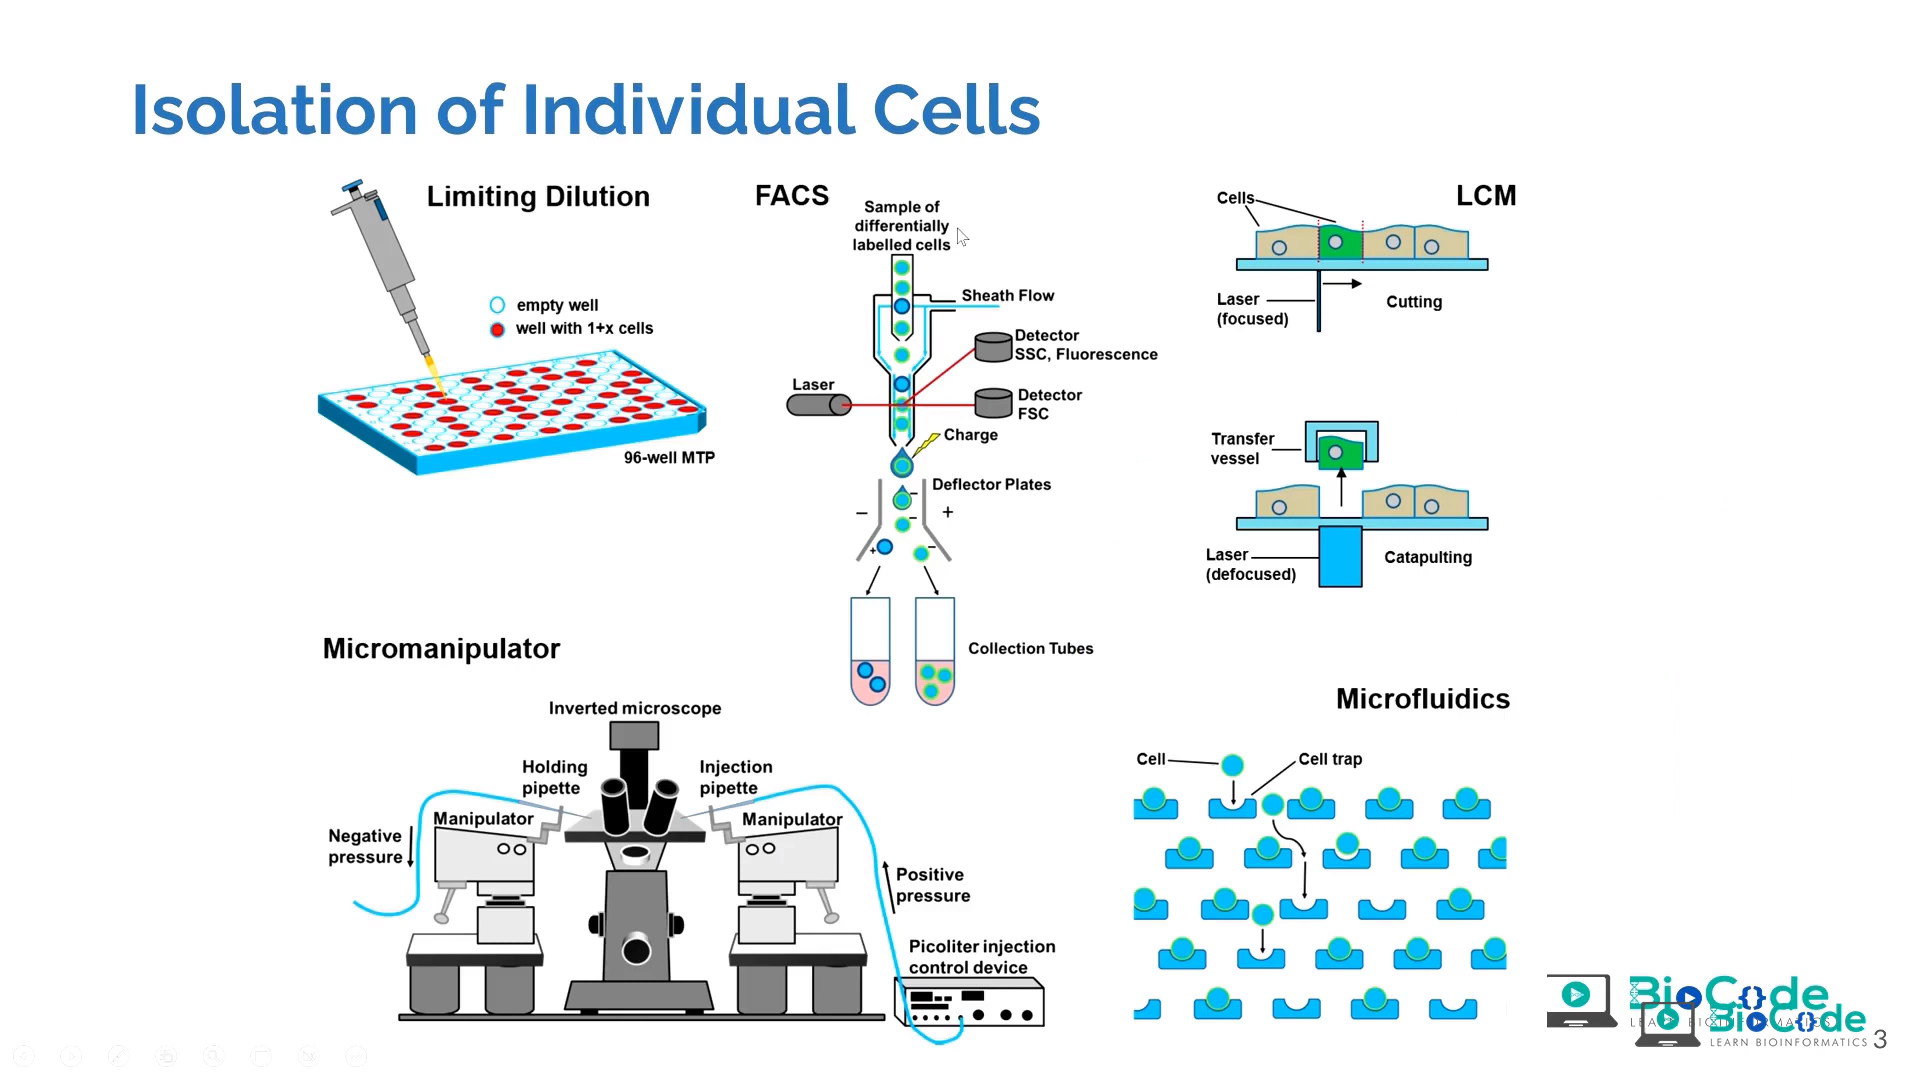 Isolation of Individual Cells
Limiting Dilution
empty well
well with 1+x cells
96-well MTP
FACS
Sample of
differentially
labelled cells
Sheath Flow
Detector
SSC, Fluorescence
Laser
Detector
FSC
Charge
Deflector Plates
−
+
−
−
+
−
Collection Tubes
LCM
Cells
Laser
(focused)
Cutting
Transfer
vessel
Laser
(defocused)
Catapulting
Micromanipulator
Inverted microscope
Holding
pipette
Injection
pipette
Manipulator
Manipulator
Negative
pressure
Positive
pressure
Picoliter injection
control device
Microfluidics
Cell
Cell trap
BioCode
BioCode
LEARN BIOINFORMATICS
3